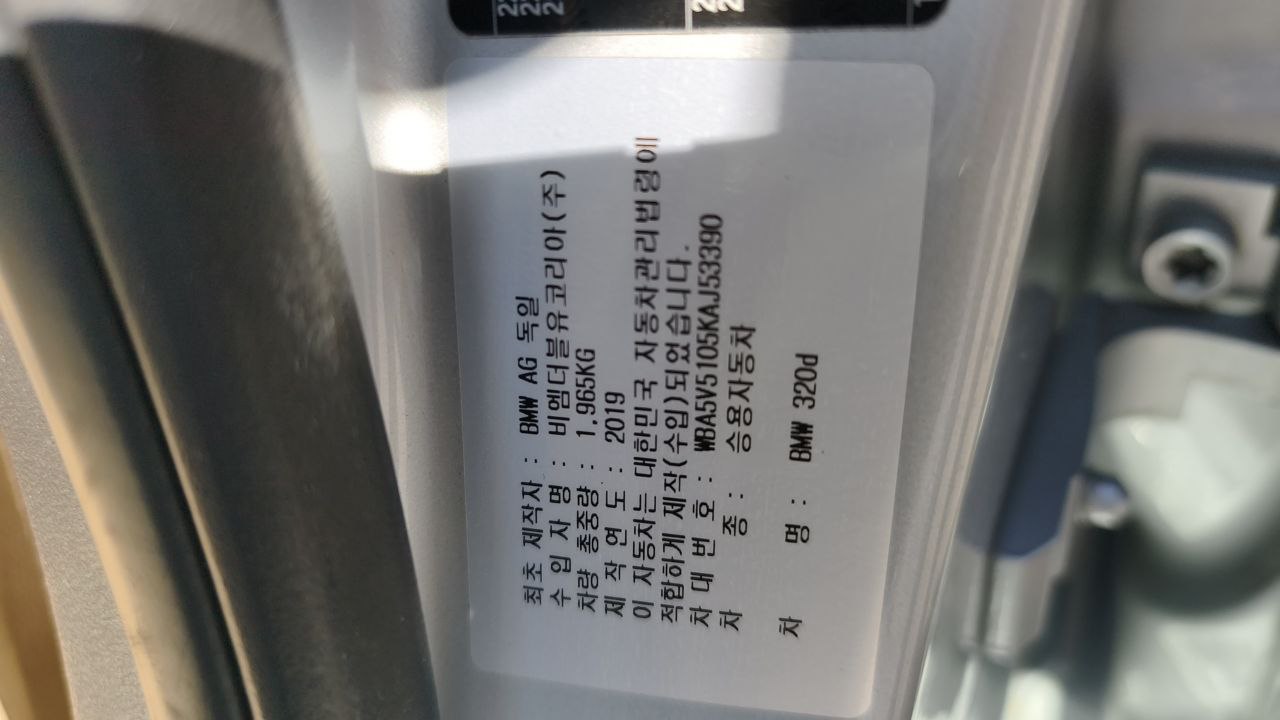 최초 제작자 : BMW AG 독일
수 입 자 명 : 비엠더블유코리아(주)
차량 총중량 : 1.965KG
제 작 연 도 : 2019
이 자동차는 대한민국 자동차관리법령에
적합하게 제작(수입)되었습니다.
차 대 번 호 : WBA5V5105KAJ53390
차 종 : 승용자동차
차 명 : BMW 320d